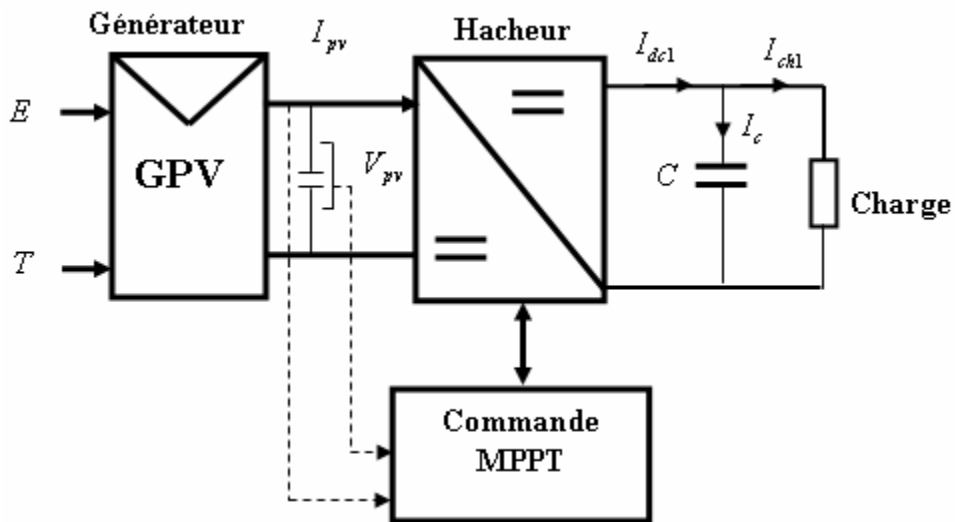 Générateur
I_pv
Hacheur
I_dc1
I_ch1
E
GPV
V_pv
I_c
C
Charge
T
Commande
MPPT